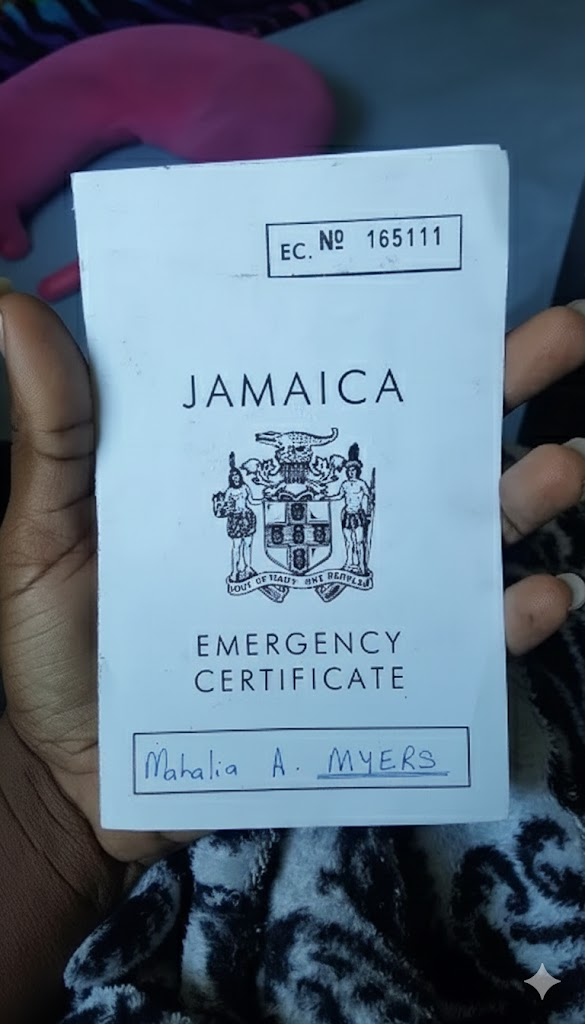 EC. Nº 165111
JAMAICA
EMERGENCY
CERTIFICATE
Mahalia A. MYERS